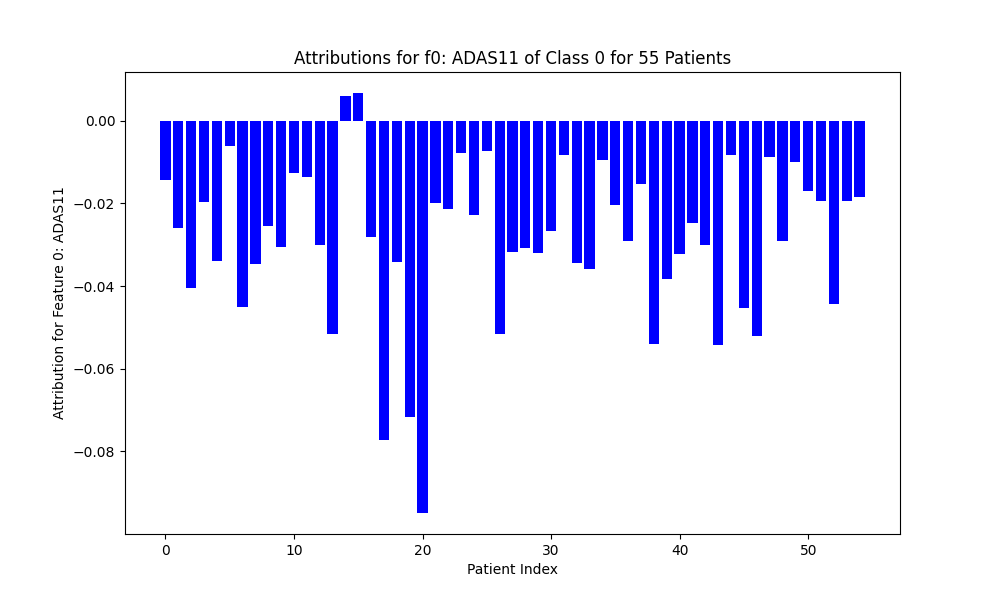 Attributions for f0: ADAS11 of Class 0 for 55 Patients
Attribution for Feature 0: ADAS11
0.00
−0.02
−0.04
−0.06
−0.08
0 10 20 30 40 50
Patient Index